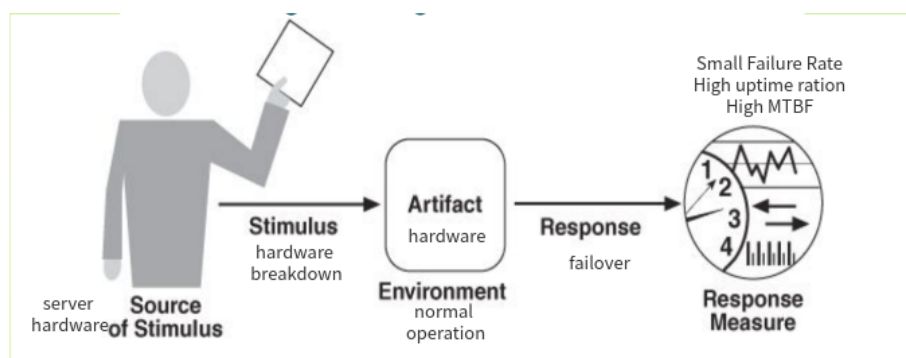 Small Failure Rate
High uptime ration
High MTBF
1
2
3
4
Artifact
hardware
Stimulus
hardware
breakdown
Response
failover
Environment
normal
operation
server
hardware
Source
of Stimulus
Response
Measure